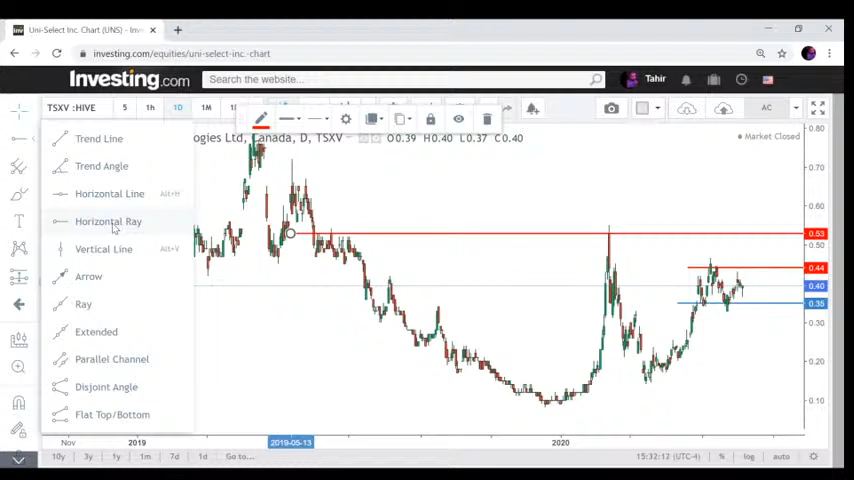 Uni-Select Inc. Chart (UNS) - Inve
investing.com/equities/uni-select-inc.-chart
Investing.com
Search the website...
Tahir
TSXV :HIVE 5 1h 1D 1M
AC
ologies Ltd, Canada, D, TSXV O0.39 H0.40 L0.37 C0.40
Market Closed
Trend Line
Trend Angle
Horizontal Line Alt+H
Horizontal Ray
Vertical Line Alt+V
Arrow
Ray
Extended
Parallel Channel
Disjoint Angle
Flat Top/Bottom
0.80
0.70
0.53
0.50
0.44
0.40
0.35
0.30
0.20
0.10
Nov 2019 2019-05-13 2020
10y 3y 1y 1m 7d 1d Go to... 15:32:12 (UTC-4) % log auto